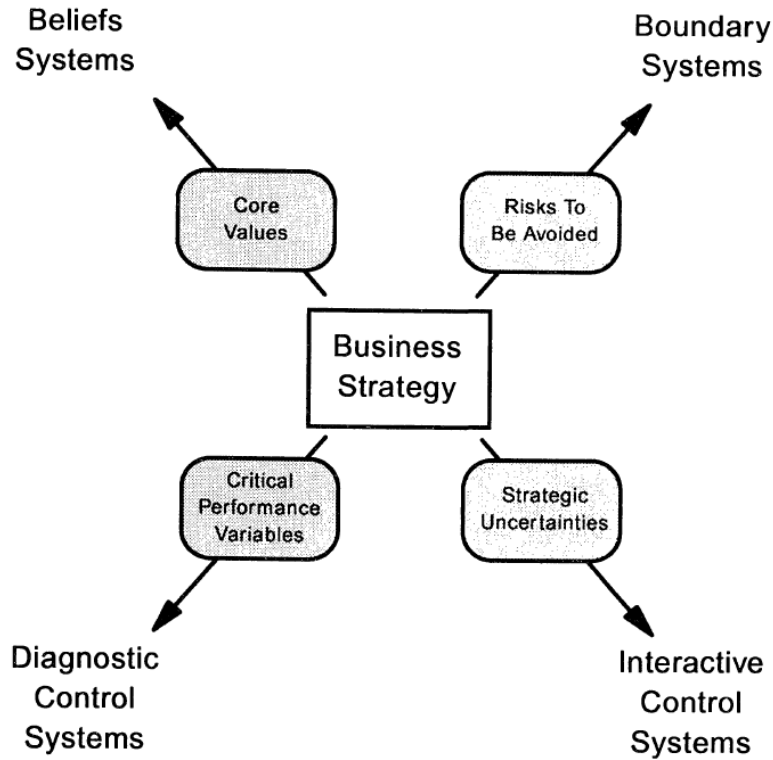 Beliefs
Systems
Boundary
Systems
Core
Values
Risks To
Be Avoided
Business
Strategy
Critical
Performance
Variables
Strategic
Uncertainties
Diagnostic
Control
Systems
Interactive
Control
Systems